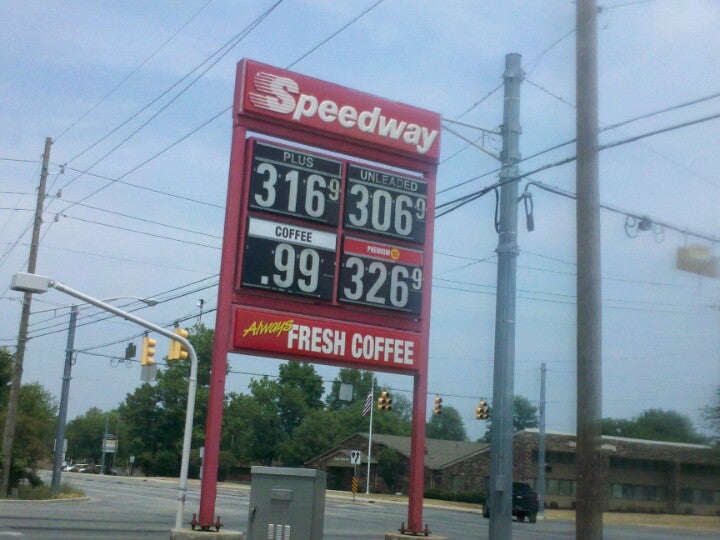 Speedway
PLUS
316 9
UNLEADED
306 9
COFFEE
.99
PREMIUM
326 9
Always
FRESH COFFEE